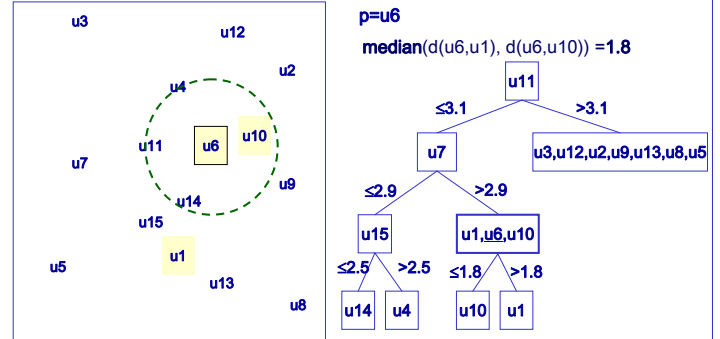 u3
u12
u2
u4
u10
u11
u6
u7
u9
u14
u15
u1
u5
u13
u8
p=u6
median(d(u6,u1), d(u6,u10)) =1.8
u11
≤3.1
>3.1
u7
u3,u12,u2,u9,u13,u8,u5
≤2.9
>2.9
u15
u1,u6,u10
≤2.5
>2.5
≤1.8
>1.8
u14
u4
u10
u1